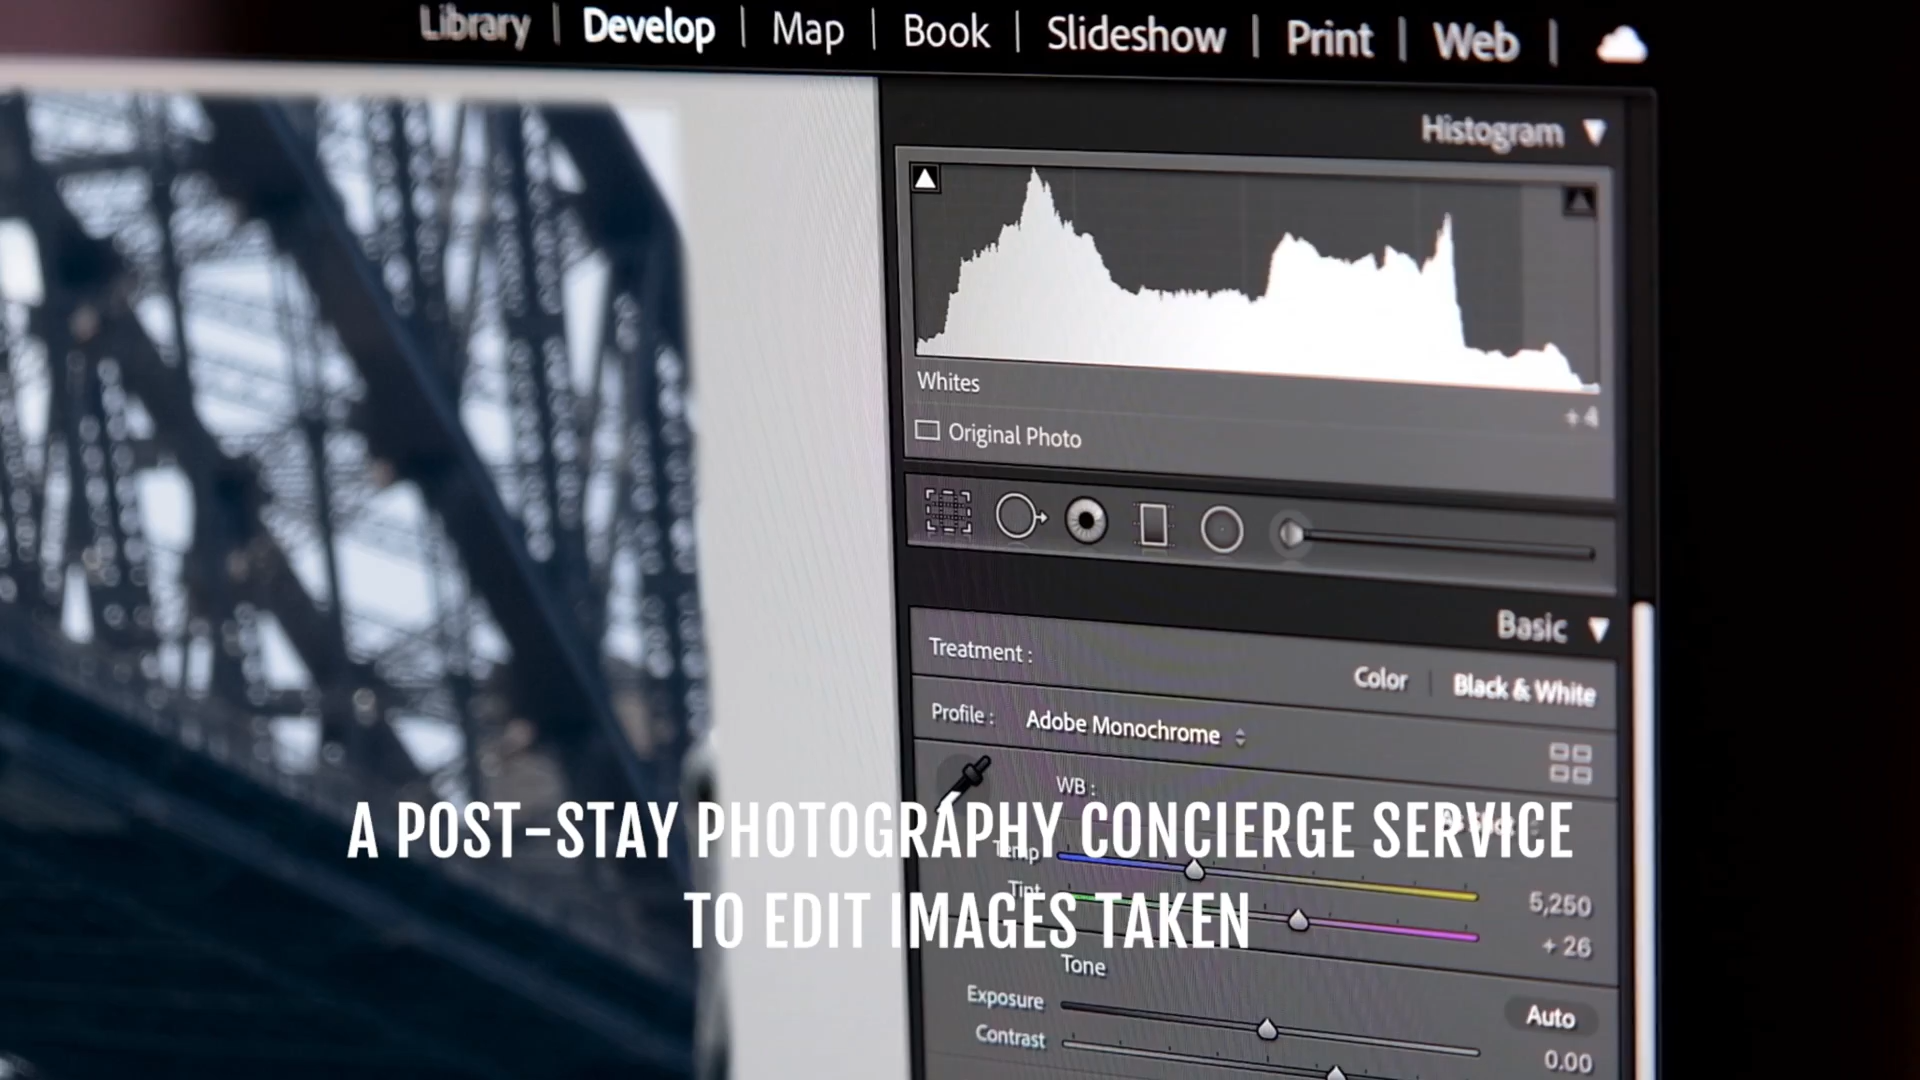 Library | Develop | Map | Book | Slideshow | Print | Web |
Histogram
Whites + 4
Original Photo
Basic
Treatment : Color | Black & White
Profile : Adobe Monochrome
WB :
A POST-STAY PHOTOGRAPHY CONCIERGE SERVICE
Temp 5,250
TO EDIT IMAGES TAKEN
Tint + 26
Tone Auto
Exposure 0.00
Contrast